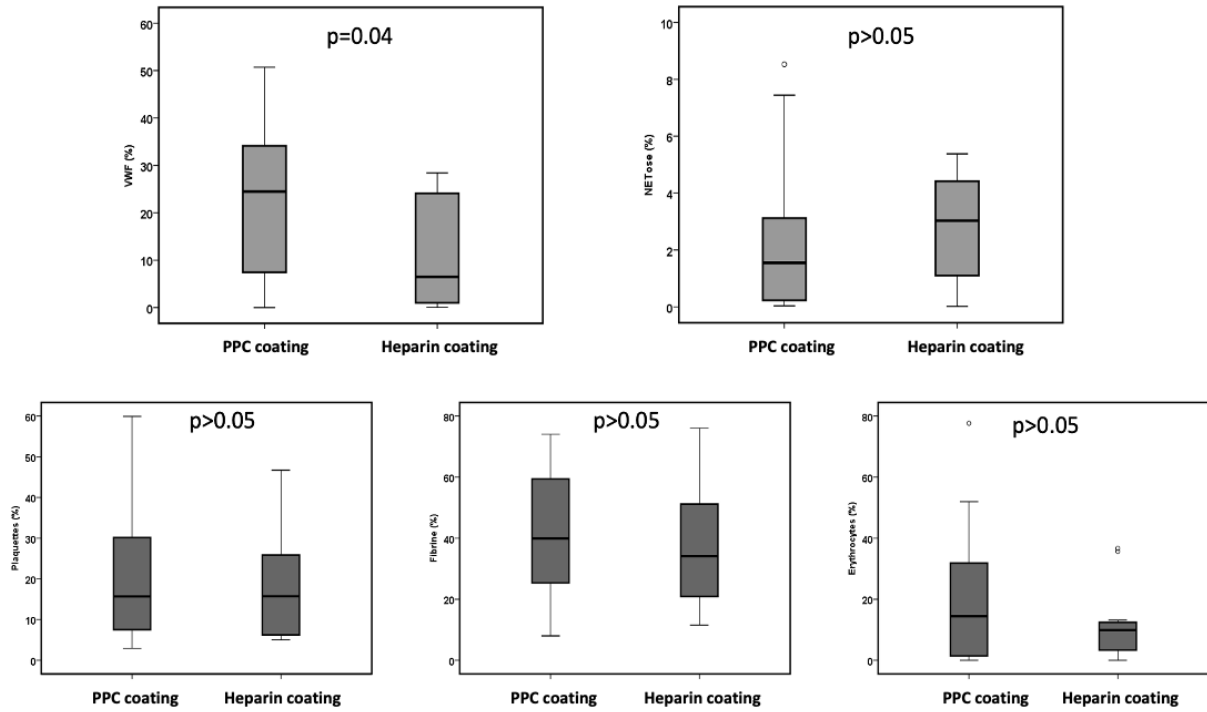 p=0.04
VWF (%)
60
50
40
30
20
10
0
PPC coating
Heparin coating
p>0.05
NETose (%)
10
8
6
4
2
0
PPC coating
Heparin coating
p>0.05
Plaquettes (%)
60
50
40
30
20
10
0
PPC coating
Heparin coating
p>0.05
Fibrine (%)
80
60
40
20
0
PPC coating
Heparin coating
p>0.05
Erythrocytes (%)
80
60
40
20
0
PPC coating
Heparin coating